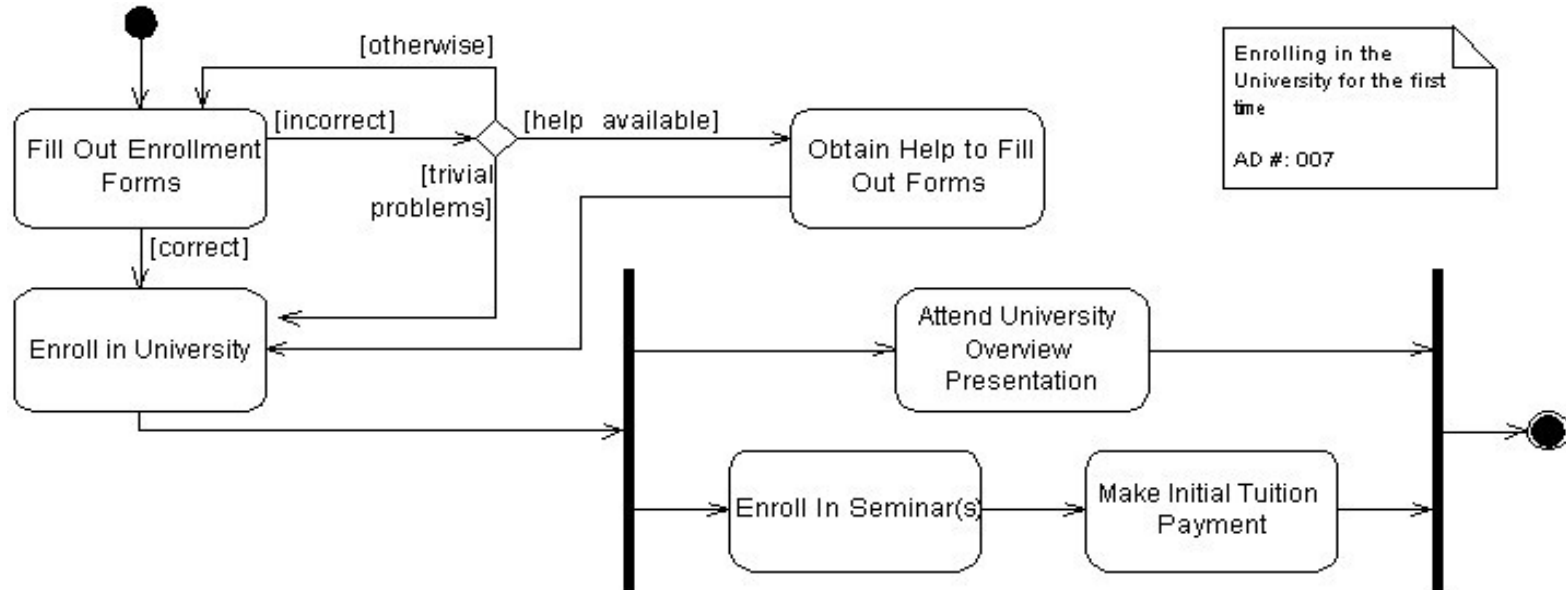 [otherwise]
Enrolling in the
University for the first
time
AD #: 007
Fill Out Enrollment
Forms
[incorrect]
[help available]
Obtain Help to Fill
Out Forms
[trivial
problems]
[correct]
Enroll in University
Attend University
Overview
Presentation
Enroll In Seminar(s)
Make Initial Tuition
Payment